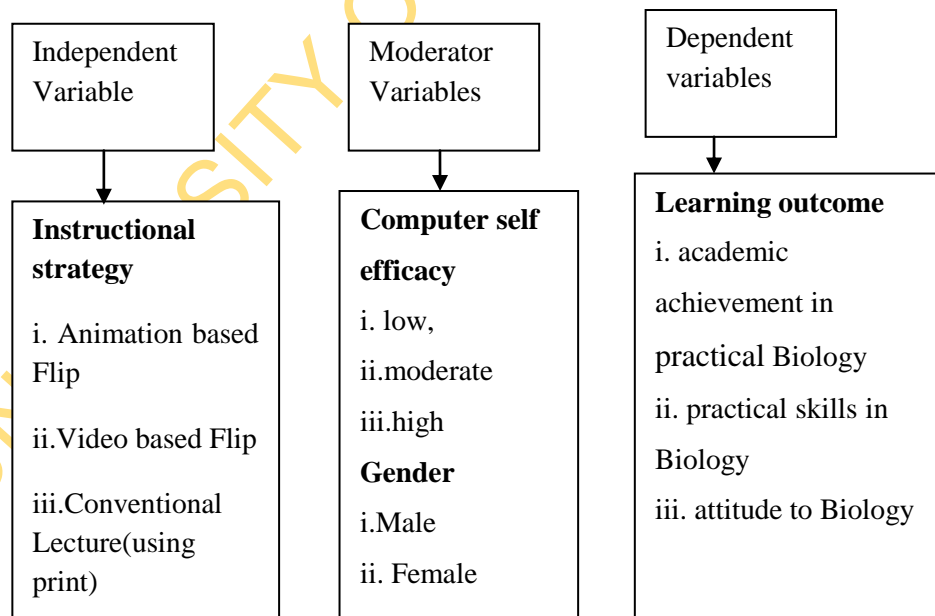 Independent
Variable
Moderator
Variables
Dependent
variables
Instructional
strategy
i. Animation based
Flip
ii.Video based Flip
iii.Conventional
Lecture(using
print)
Computer self
efficacy
i. low,
ii.moderate
iii.high
Gender
i.Male
ii. Female
Learning outcome
i. academic
achievement in
practical Biology
ii. practical skills in
Biology
iii. attitude to Biology
SITY O